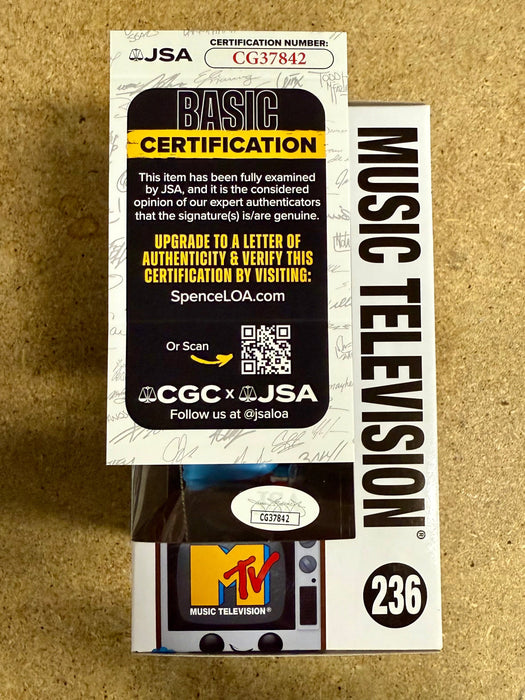 JSA
CERTIFICATION NUMBER:
CG37842
BASIC
CERTIFICATION
This item has been fully examined
by JSA, and it is the considered
opinion of our expert authenticators
that the signature(s) is/are genuine.
UPGRADE TO A LETTER OF
AUTHENTICITY & VERIFY THIS
CERTIFICATION BY VISITING:
SpenceLOA.com
Or Scan
CGC x JSA
Follow us at @jsaloa
MUSIC TELEVISION®
236
JSA
CG37842
MTV
MUSIC TELEVISION®